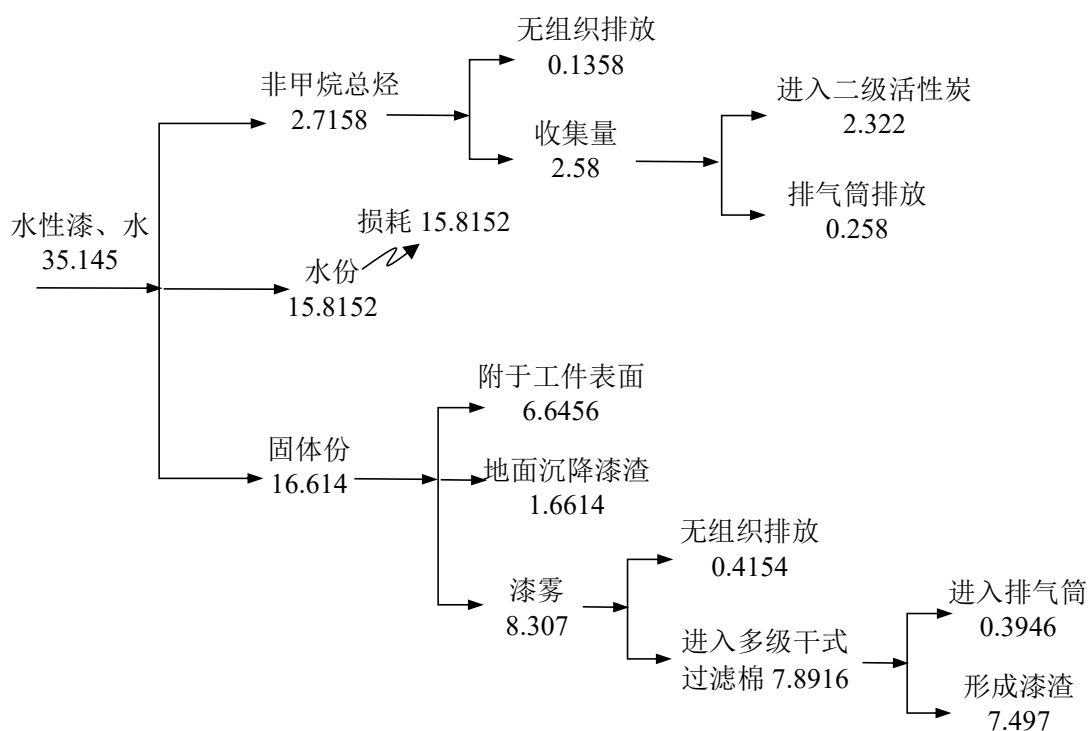 无组织排放
0.1358
非甲烷总烃
2.7158
进入二级活性炭
2.322
收集量
2.58
排气筒排放
0.258
水性漆、水
35.145
损耗 15.8152
水份
15.8152
附于工件表面
6.6456
固体份
16.614
地面沉降漆渣
1.6614
无组织排放
0.4154
漆雾
8.307
进入排气筒
0.3946
进入多级干式
过滤棉 7.8916
形成漆渣
7.497